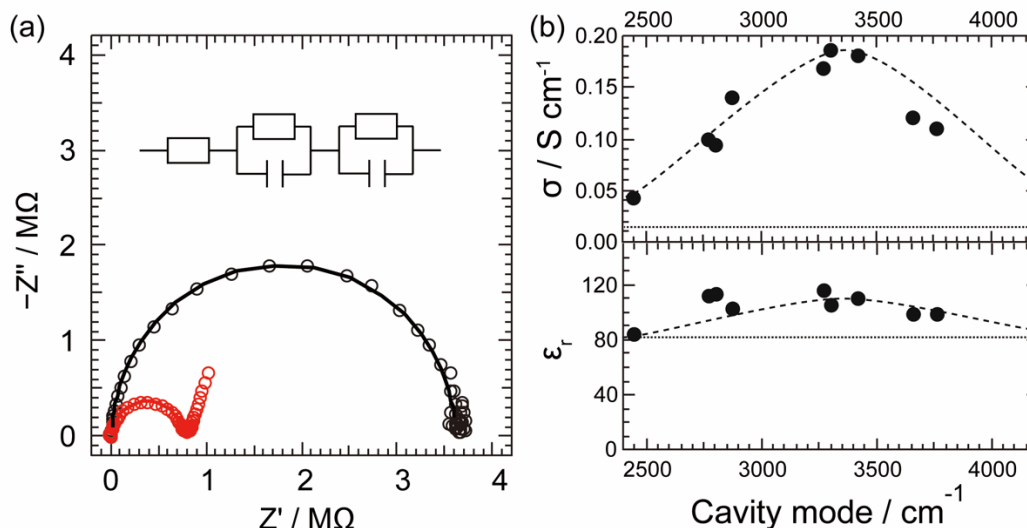 (a)
4
3
2
1
0
−Z'' / MΩ
0 1 2 3 4
Z' / MΩ
(b)
2500 3000 3500 4000
0.20
0.15
0.10
0.05
0.00
σ / S cm⁻¹
120
80
40
0
εᵣ
2500 3000 3500 4000
Cavity mode / cm⁻¹